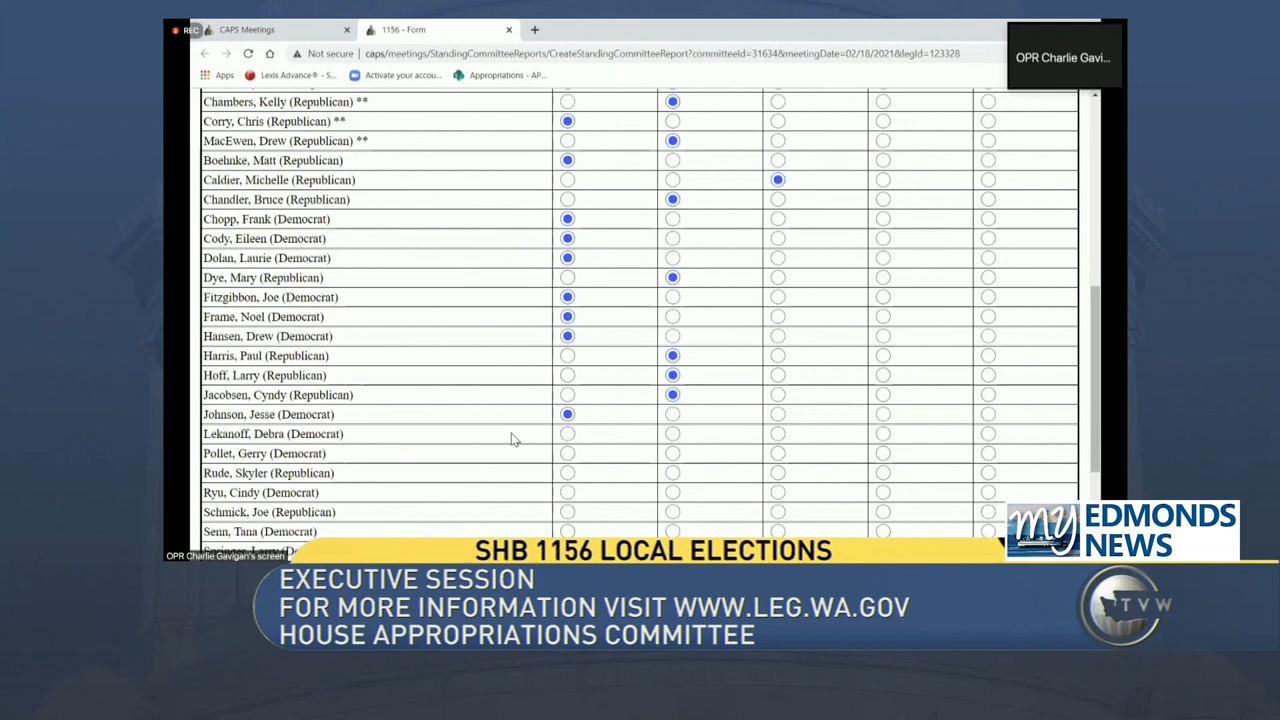 REC
CAPS Meetings
1156 - Form
OPR Charlie Gavi...
Not secure | caps/meetings/StandingCommitteeReports/CreateStandingCommitteeReport?committeeId=31634&meetingDate=02/18/2021&legId=123328
Apps Lexis Advance® - S... Activate your accou... Appropriations - AP...
Chambers, Kelly (Republican) **
Corry, Chris (Republican) **
MacEwen, Drew (Republican) **
Boehnke, Matt (Republican)
Caldier, Michelle (Republican)
Chandler, Bruce (Republican)
Chopp, Frank (Democrat)
Cody, Eileen (Democrat)
Dolan, Laurie (Democrat)
Dye, Mary (Republican)
Fitzgibbon, Joe (Democrat)
Frame, Noel (Democrat)
Hansen, Drew (Democrat)
Harris, Paul (Republican)
Hoff, Larry (Republican)
Jacobsen, Cyndy (Republican)
Johnson, Jesse (Democrat)
Lekanoff, Debra (Democrat)
Pollet, Gerry (Democrat)
Rude, Skyler (Republican)
Ryu, Cindy (Democrat)
Schmick, Joe (Republican)
Senn, Tana (Democrat)
OPR Charlie Gavigan's screen
my EDMONDS NEWS
SHB 1156 LOCAL ELECTIONS
EXECUTIVE SESSION
FOR MORE INFORMATION VISIT WWW.LEG.WA.GOV
HOUSE APPROPRIATIONS COMMITTEE
TVW